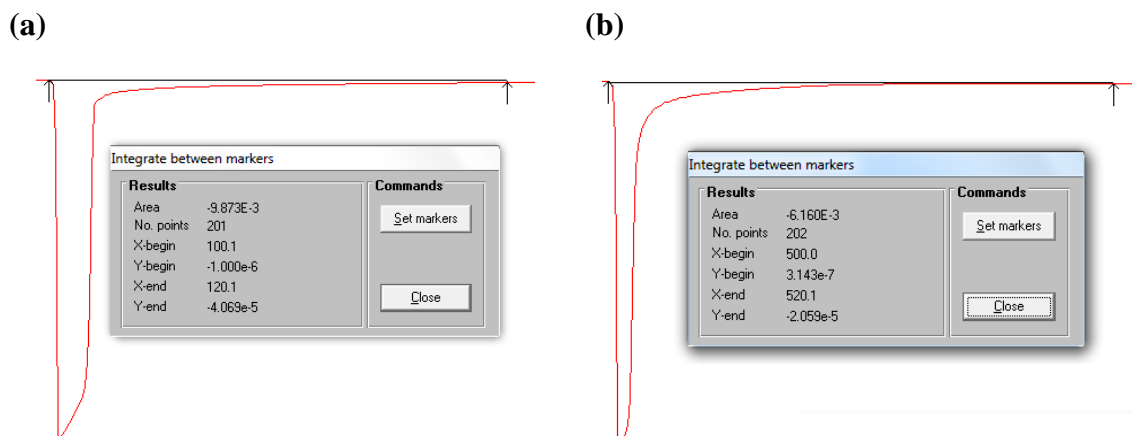 (a)
Integrate between markers
Results
Area -9.873E-3
No. points 201
X-begin 100.1
Y-begin -1.000e-6
X-end 120.1
Y-end -4.069e-5
Commands
Set markers
Close
(b)
Integrate between markers
Results
Area -6.160E-3
No. points 202
X-begin 500.0
Y-begin 3.143e-7
X-end 520.1
Y-end -2.059e-5
Commands
Set markers
Close